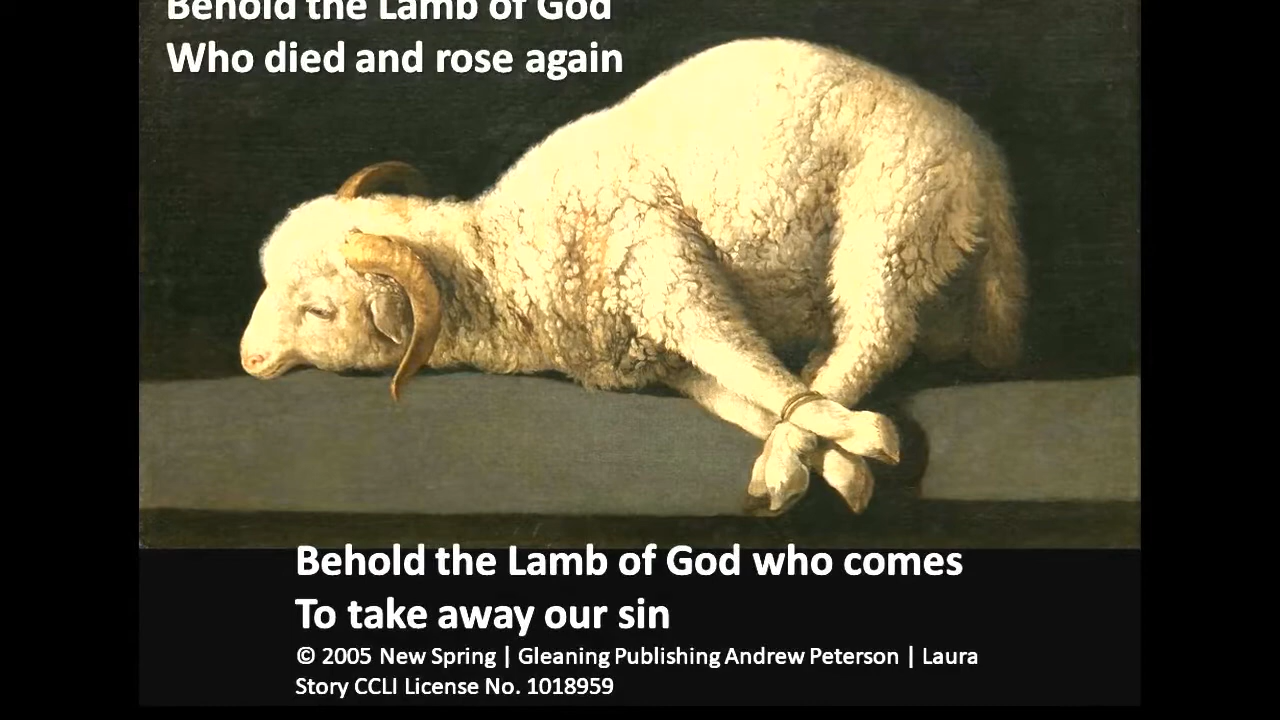 Behold the Lamb of God
Who died and rose again
Behold the Lamb of God who comes
To take away our sin
© 2005 New Spring | Gleaning Publishing Andrew Peterson | Laura
Story CCLI License No. 1018959